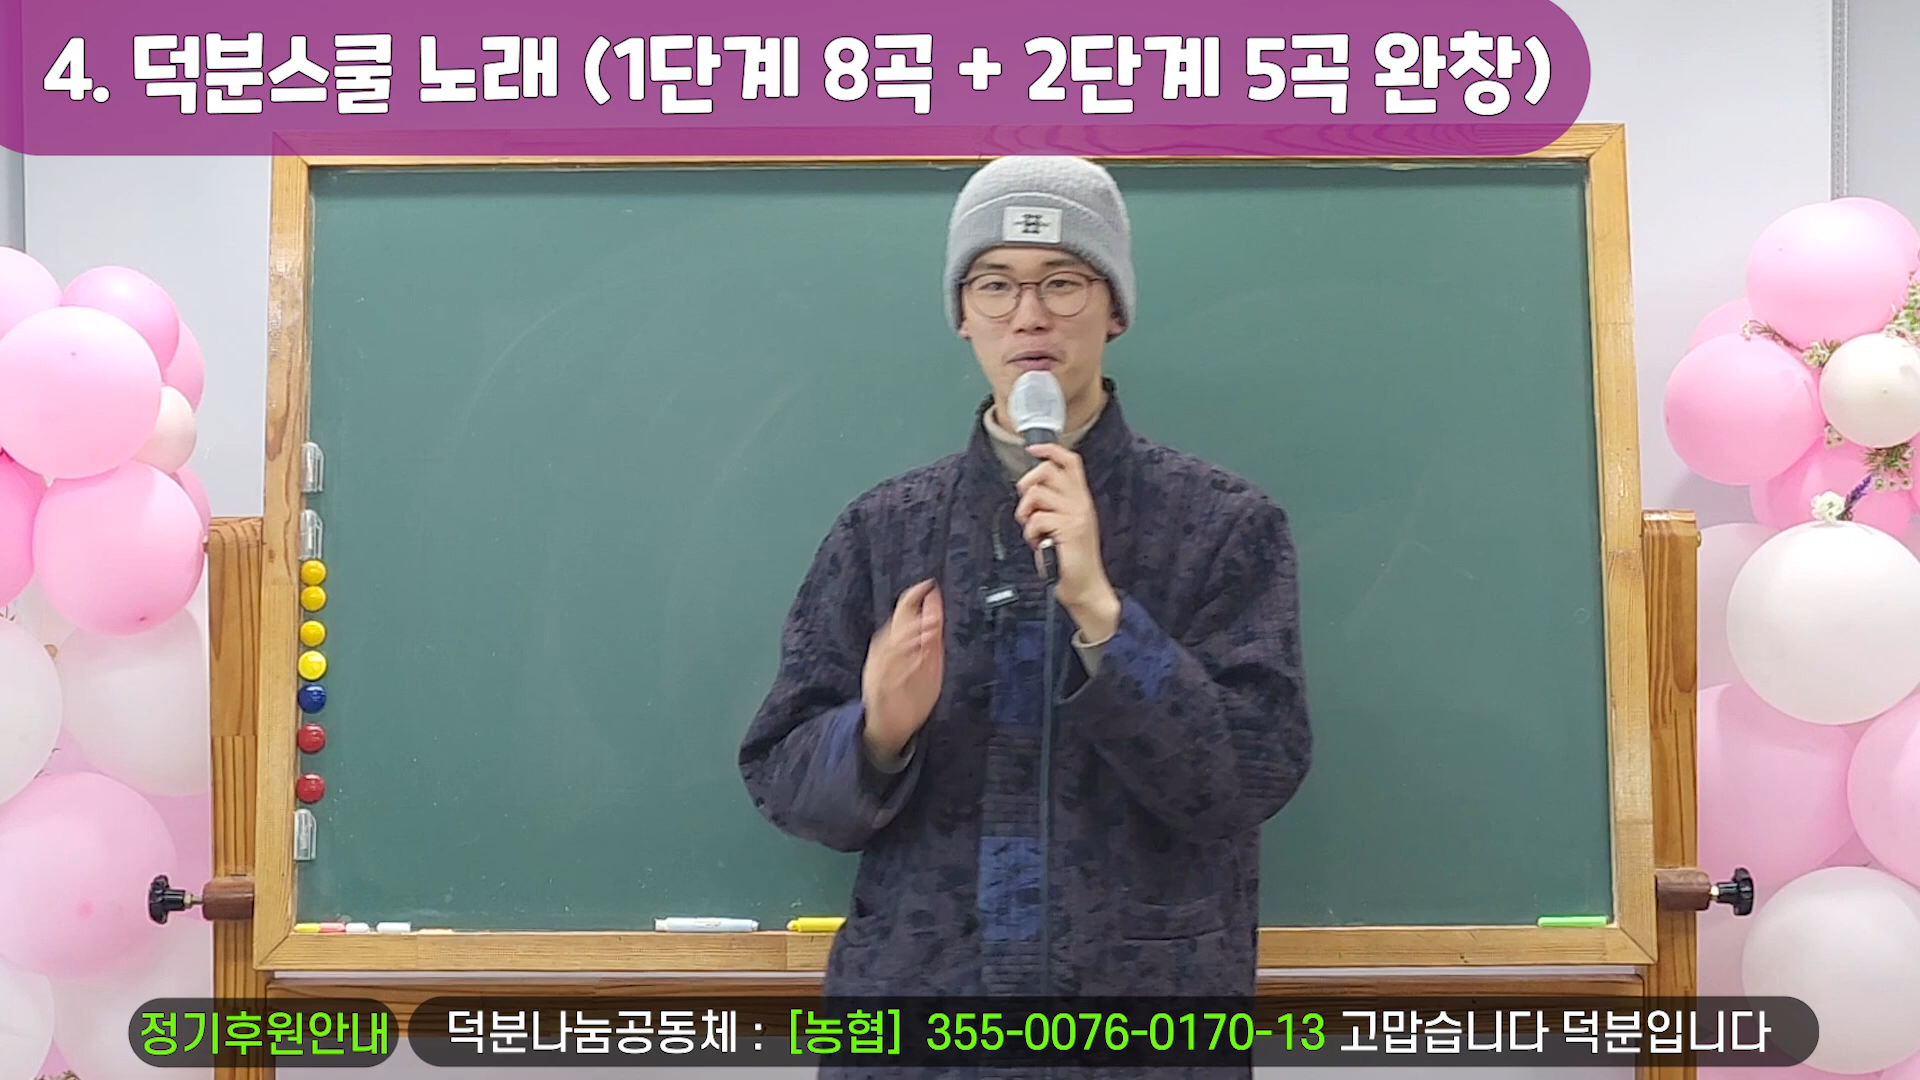 4. 덕분스쿨 노래 (1단계 8곡 + 2단계 5곡 완창)
정기후원안내 덕분나눔공동체 : [농협] 355-0076-0170-13 고맙습니다 덕분입니다